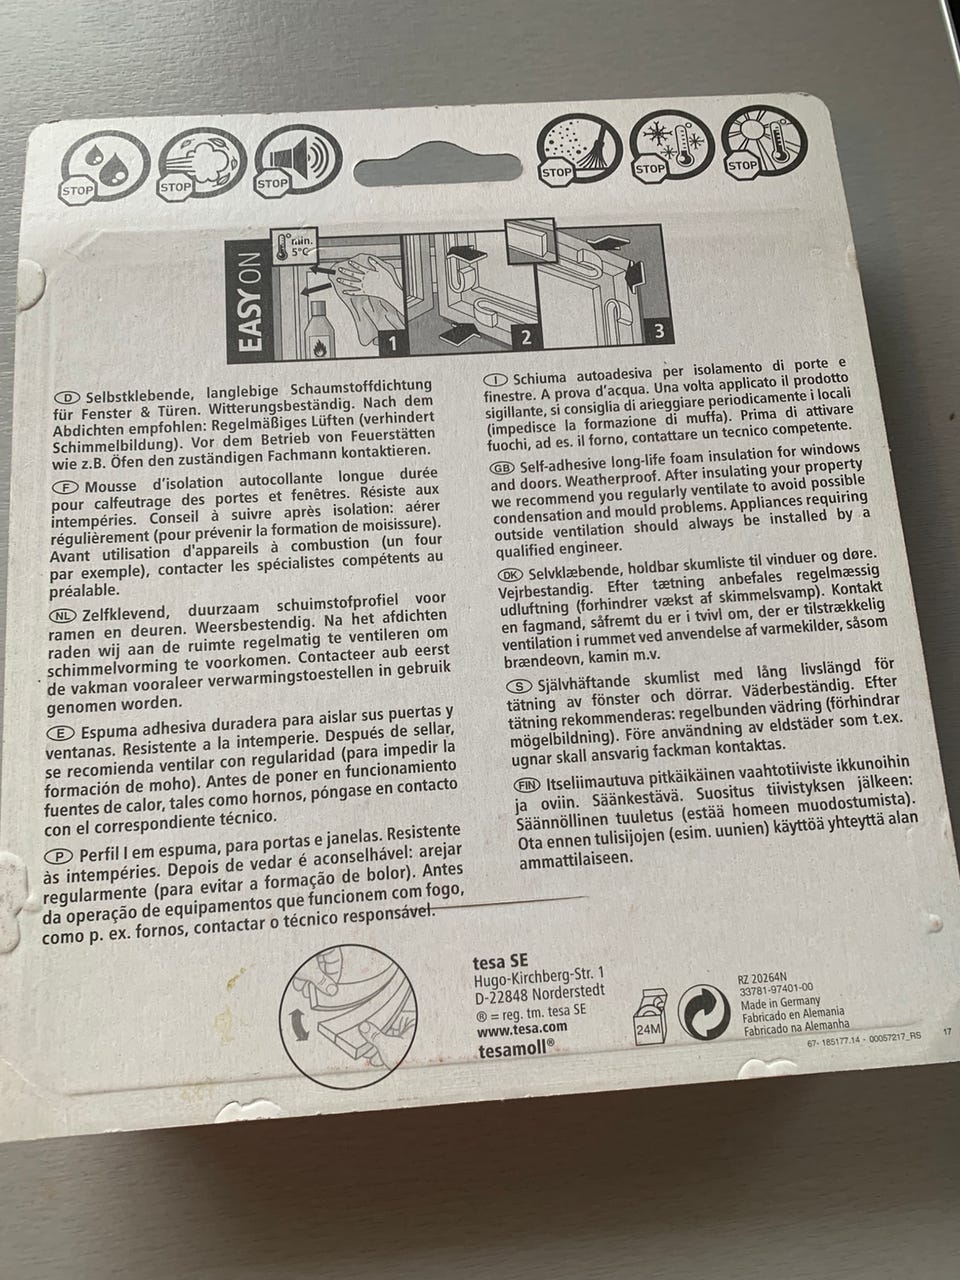 STOP
STOP
STOP
STOP
STOP
STOP
EASY ON
min.
5°C
1
2
3
D Selbstklebende, langlebige Schaumstoffdichtung
für Fenster & Türen. Witterungsbeständig. Nach dem
Abdichten empfohlen: Regelmäßiges Lüften (verhindert
Schimmelbildung). Vor dem Betrieb von Feuerstätten
wie z.B. Öfen den zuständigen Fachmann kontaktieren.
F Mousse d'isolation autocollante longue durée
pour calfeutrage des portes et fenêtres. Résiste aux
intempéries. Conseil à suivre après isolation: aérer
régulièrement (pour prévenir la formation de moisissure).
Avant utilisation d'appareils à combustion (un four
par exemple), contacter les spécialistes compétents au
préalable.
NL Zelfklevend, duurzaam schuimstofprofiel voor
ramen en deuren. Weersbestendig. Na het afdichten
raden wij aan de ruimte regelmatig te ventileren om
schimmelvorming te voorkomen. Contacteer aub eerst
de vakman vooraleer verwarmingstoestellen in gebruik
genomen worden.
E Espuma adhesiva duradera para aislar sus puertas y
ventanas. Resistente a la intemperie. Después de sellar,
se recomienda ventilar con regularidad (para impedir la
formación de moho). Antes de poner en funcionamiento
fuentes de calor, tales como hornos, póngase en contacto
con el correspondiente técnico.
P Perfil I em espuma, para portas e janelas. Resistente
às intempéries. Depois de vedar é aconselhável: arejar
regularmente (para evitar a formação de bolor). Antes
da operação de equipamentos que funcionem com fogo,
como p. ex. fornos, contactar o técnico responsável.
I Schiuma autoadesiva per isolamento di porte e
finestre. A prova d'acqua. Una volta applicato il prodotto
sigillante, si consiglia di arieggiare periodicamente i locali
(impedisce la formazione di muffa). Prima di attivare
fuochi, ad es. il forno, contattare un tecnico competente.
GB Self-adhesive long-life foam insulation for windows
and doors. Weatherproof. After insulating your property
we recommend you regularly ventilate to avoid possible
condensation and mould problems. Appliances requiring
outside ventilation should always be installed by a
qualified engineer.
DK Selvklæbende, holdbar skumliste til vinduer og døre.
Vejrbestandig. Efter tætning anbefales regelmæssig
udluftning (forhindrer vækst af skimmelsvamp). Kontakt
en fagmand, såfremt du er i tvivl om, der er tilstrækkelig
ventilation i rummet ved anvendelse af varmekilder, såsom
brændeovn, kamin m.v.
S Självhäftande skumlist med lång livslängd för
tätning av fönster och dörrar. Väderbeständig. Efter
tätning rekommenderas: regelbunden vädring (förhindrar
mögelbildning). Före användning av eldstäder som t.ex.
ugnar skall ansvarig fackman kontaktas.
FIN Itseliimautuva pitkäikäinen vaahtotiiviste ikkunoihin
ja oviin. Säänkestävä. Suositus tiivistyksen jälkeen:
Säännöllinen tuuletus (estää homeen muodostumista).
Ota ennen tulisijojen (esim. uunien) käyttöä yhteyttä alan
ammattilaiseen.
tesa SE
Hugo-Kirchberg-Str. 1
D-22848 Norderstedt
® = reg. tm. tesa SE
www.tesa.com
tesamoll®
24M
RZ 20264N
33781-97401-00
Made in Germany
Fabricado en Alemania
Fabricado na Alemanha
67- 185177.14 - 00057217_RS
17